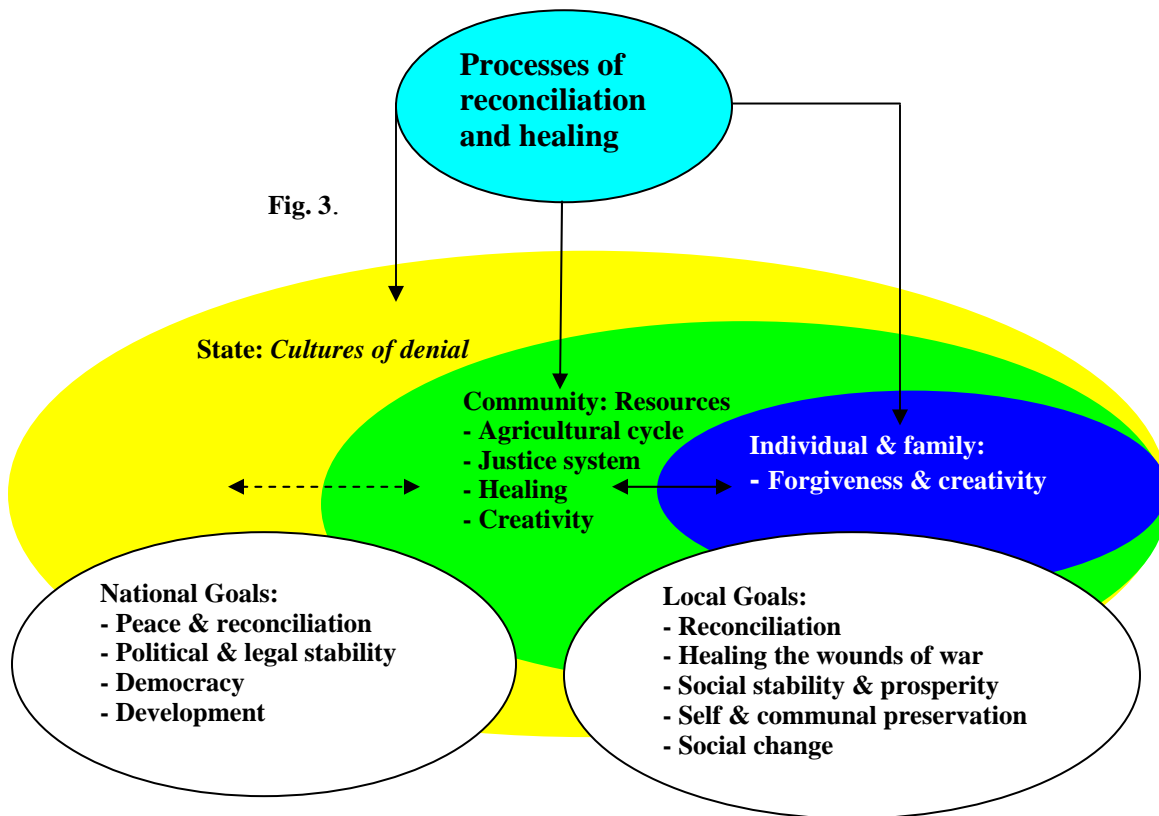 Processes of
reconciliation
and healing
Fig. 3.
State: Cultures of denial
Community: Resources
- Agricultural cycle
- Justice system
- Healing
- Creativity
Individual & family:
- Forgiveness & creativity
National Goals:
- Peace & reconciliation
- Political & legal stability
- Democracy
- Development
Local Goals:
- Reconciliation
- Healing the wounds of war
- Social stability & prosperity
- Self & communal preservation
- Social change